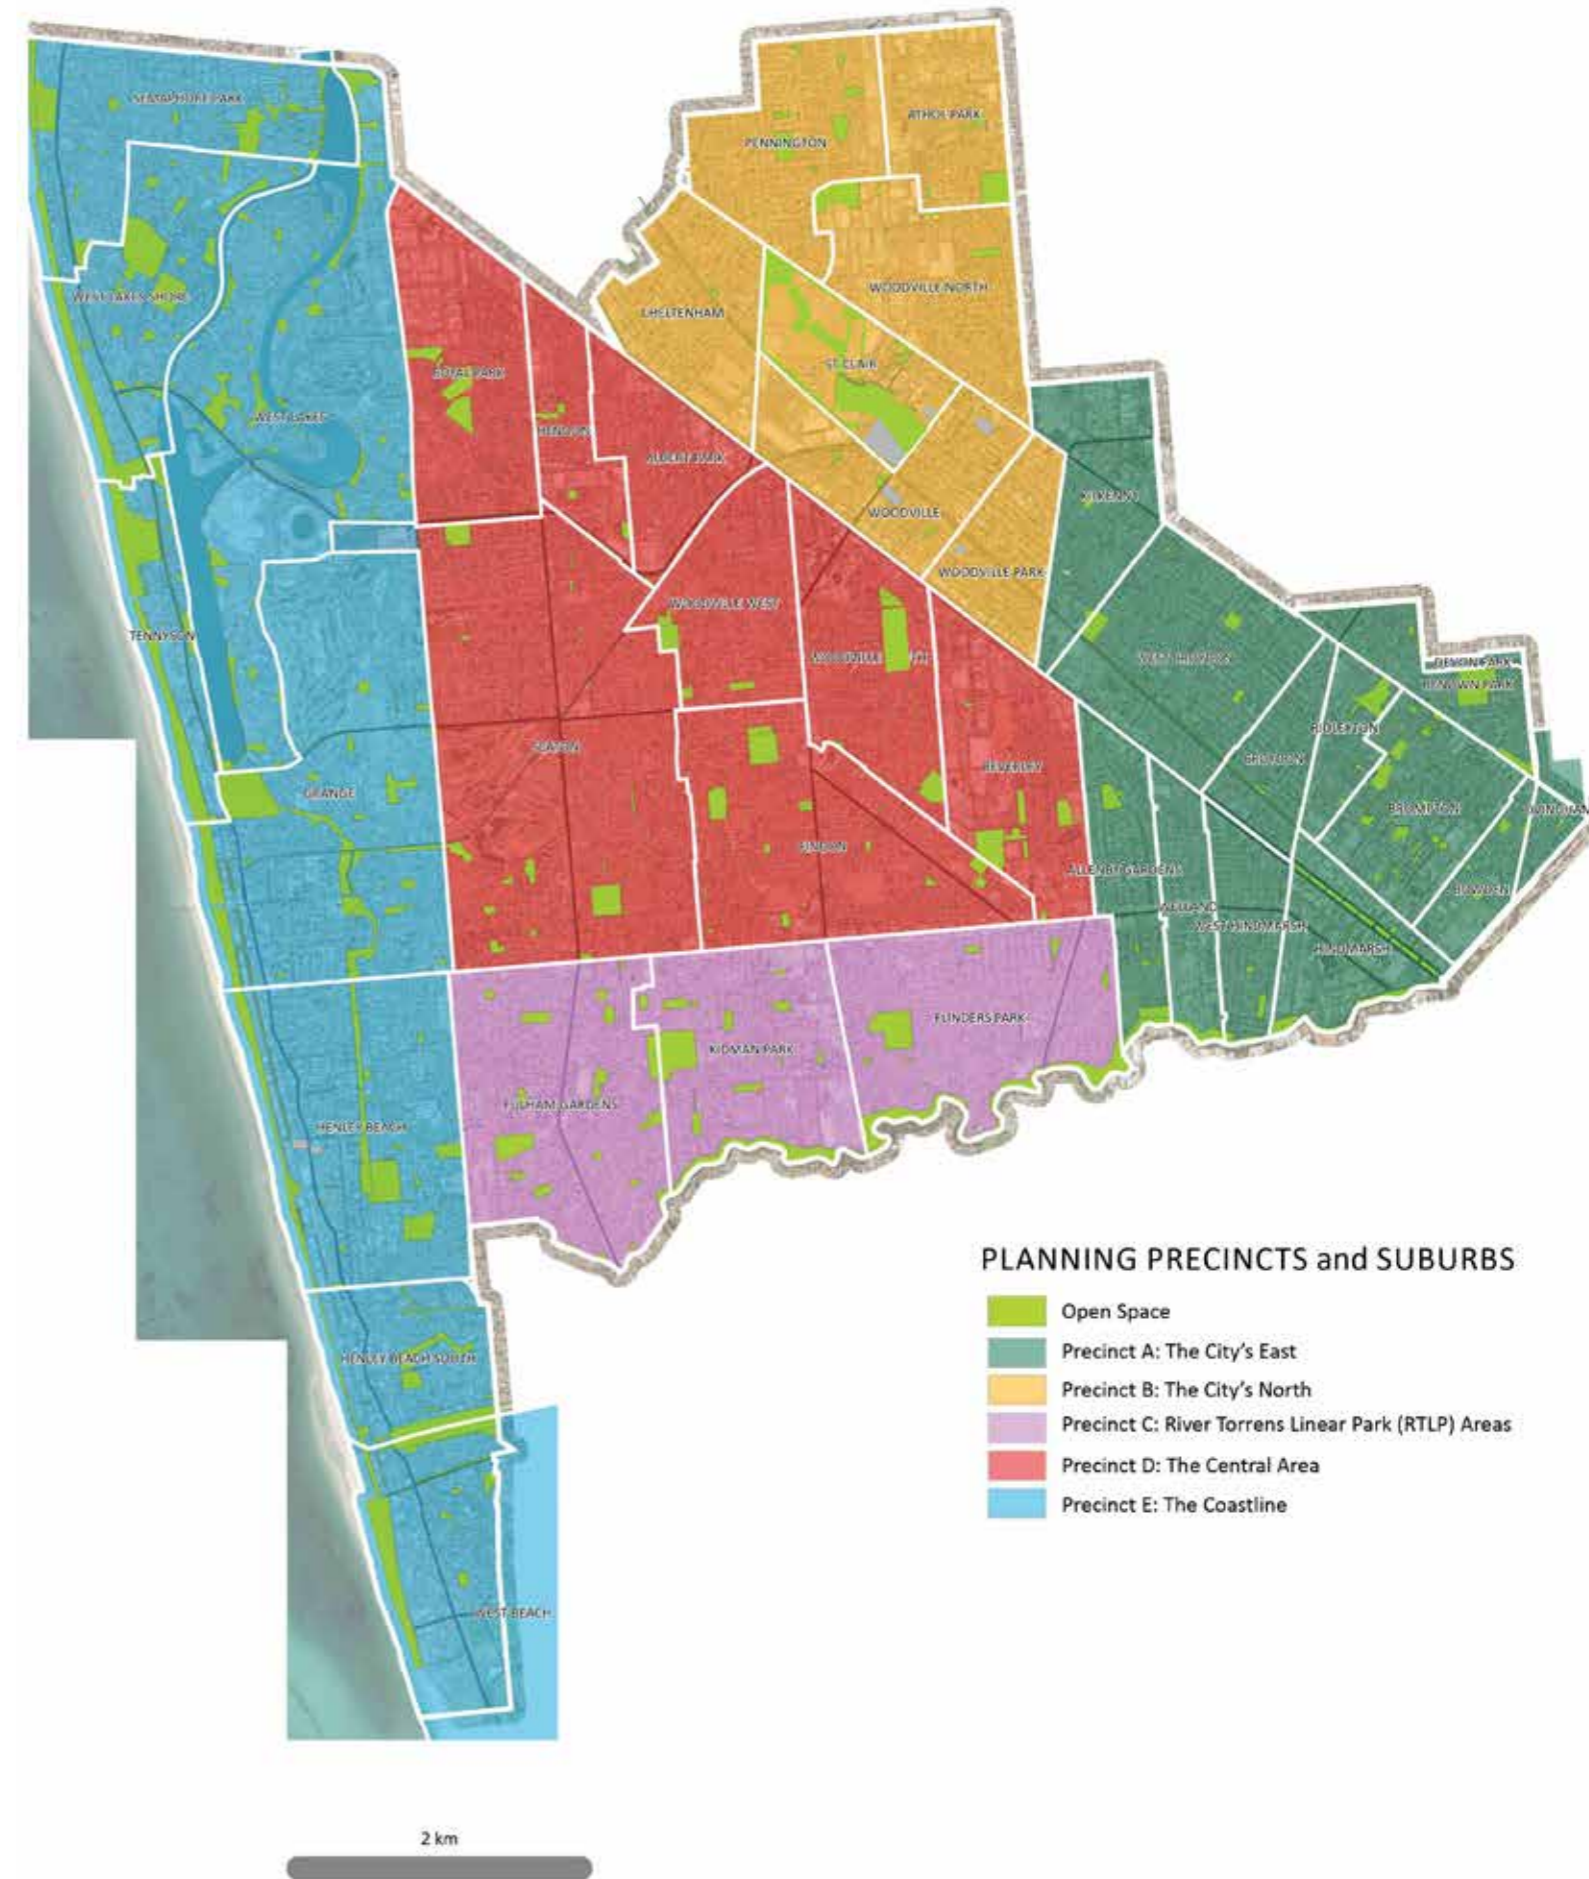 SEMAPHORE PARK
ATHOL PARK
PENNINGTON
WOODVILLE NORTH
WEST LAKES SHORE
CHELTENHAM
ST CLAIR
ROYAL PARK
WEST LAKES
HENDON
ALBERT PARK
KILKENNY
WOODVILLE
WOODVILLE PARK
WOODVILLE WEST
TENNYSON
WEST CROYDON
DEVON PARK
RENOWN PARK
RIDLEYTON
SEATON
CROYDON
BEVERLEY
GRANGE
BROMPTON
FINDON
ALLENBY GARDENS
BOWDEN
WELLAND
WEST HINDMARSH
HINDMARSH
FLINDERS PARK
KIDMAN PARK
FULHAM GARDENS
HENLEY BEACH
PLANNING PRECINCTS and SUBURBS
Open Space
Precinct A: The City's East
HENLEY BEACH SOUTH
Precinct B: The City's North
Precinct C: River Torrens Linear Park (RTLP) Areas
Precinct D: The Central Area
Precinct E: The Coastline
WEST BEACH
2 km